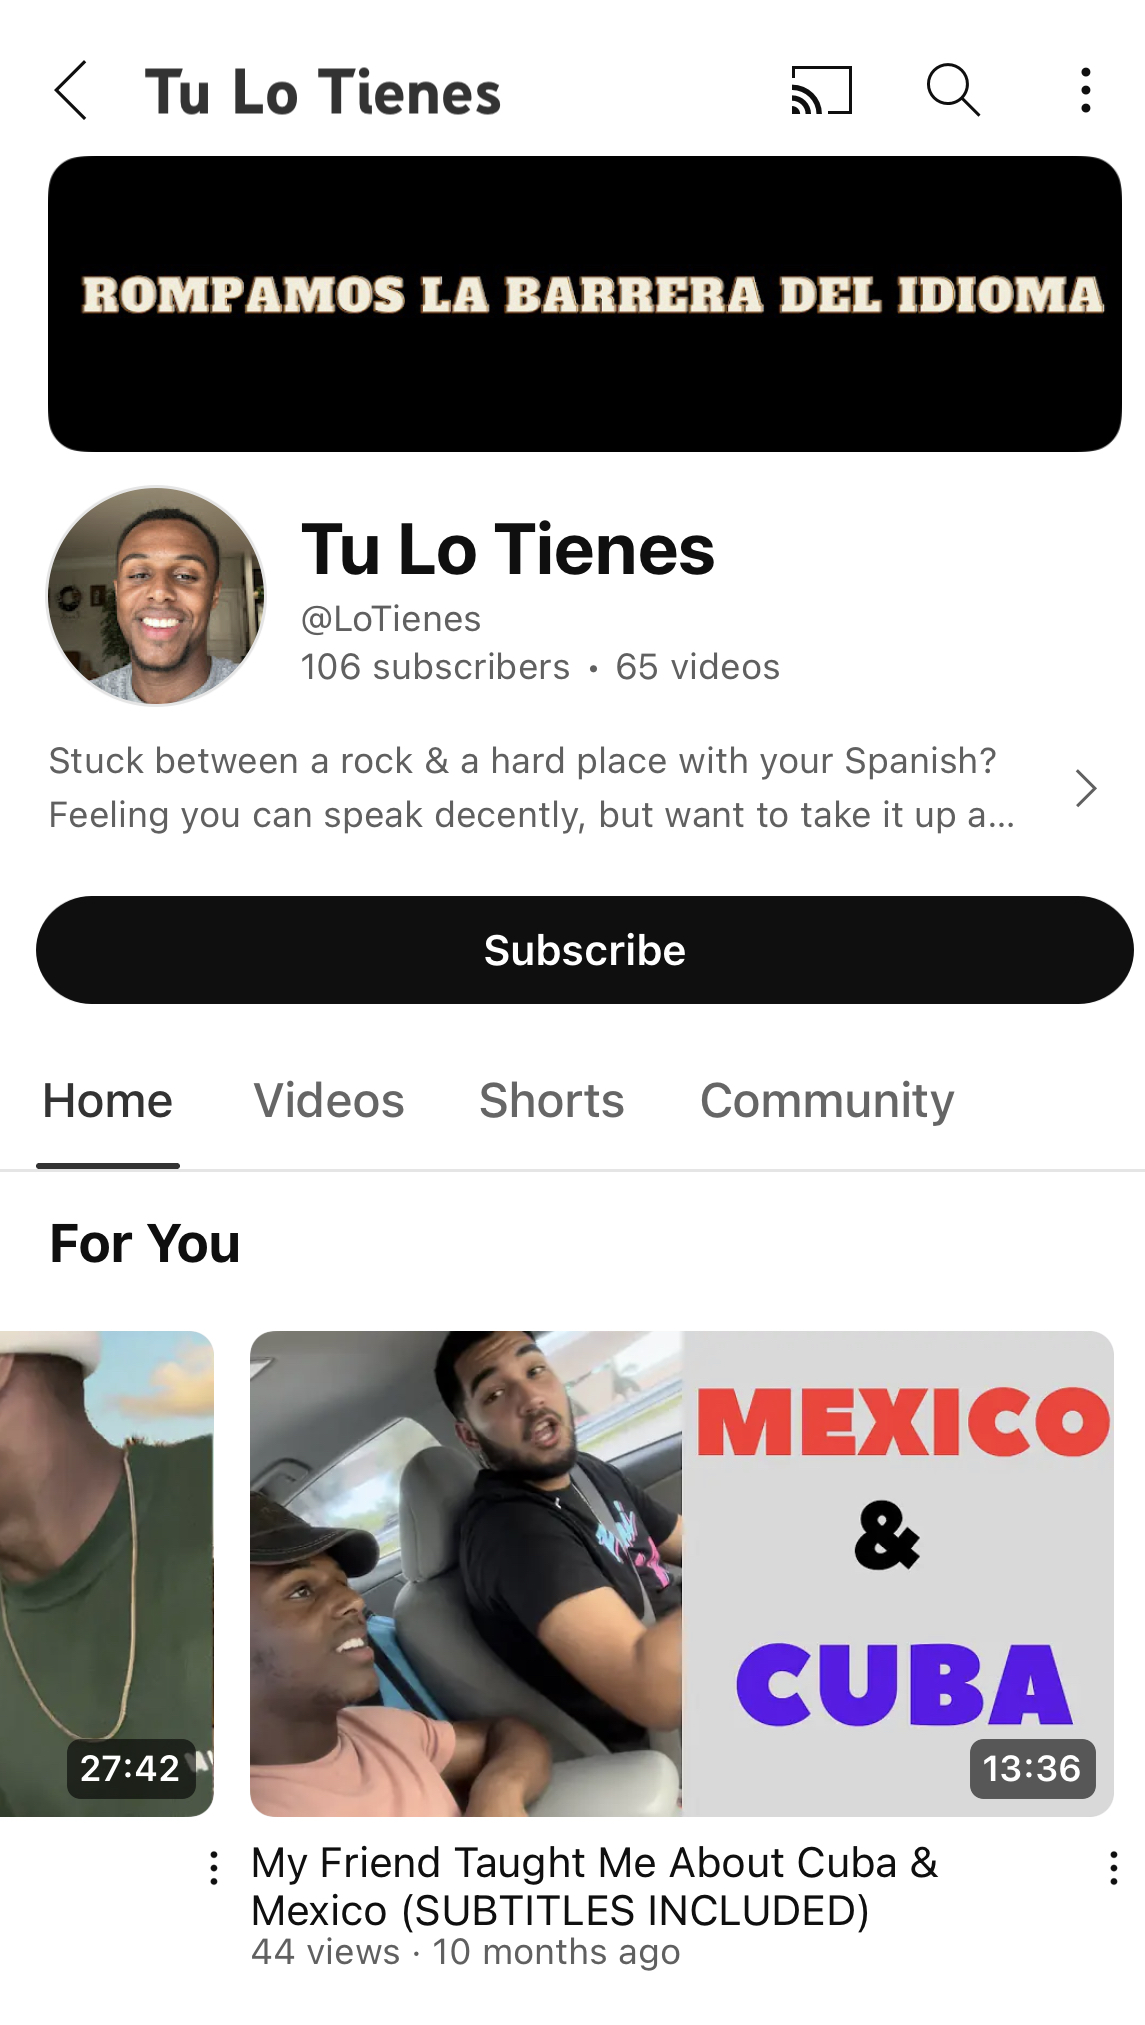 Tu Lo Tienes
ROMPAMOS LA BARRERA DEL IDIOMA
Tu Lo Tienes
@LoTienes
106 subscribers • 65 videos
Stuck between a rock & a hard place with your Spanish?
Feeling you can speak decently, but want to take it up a...
Subscribe
Home Videos Shorts Community
For You
27:42
MEXICO
&
CUBA
13:36
My Friend Taught Me About Cuba &
Mexico (SUBTITLES INCLUDED)
44 views · 10 months ago